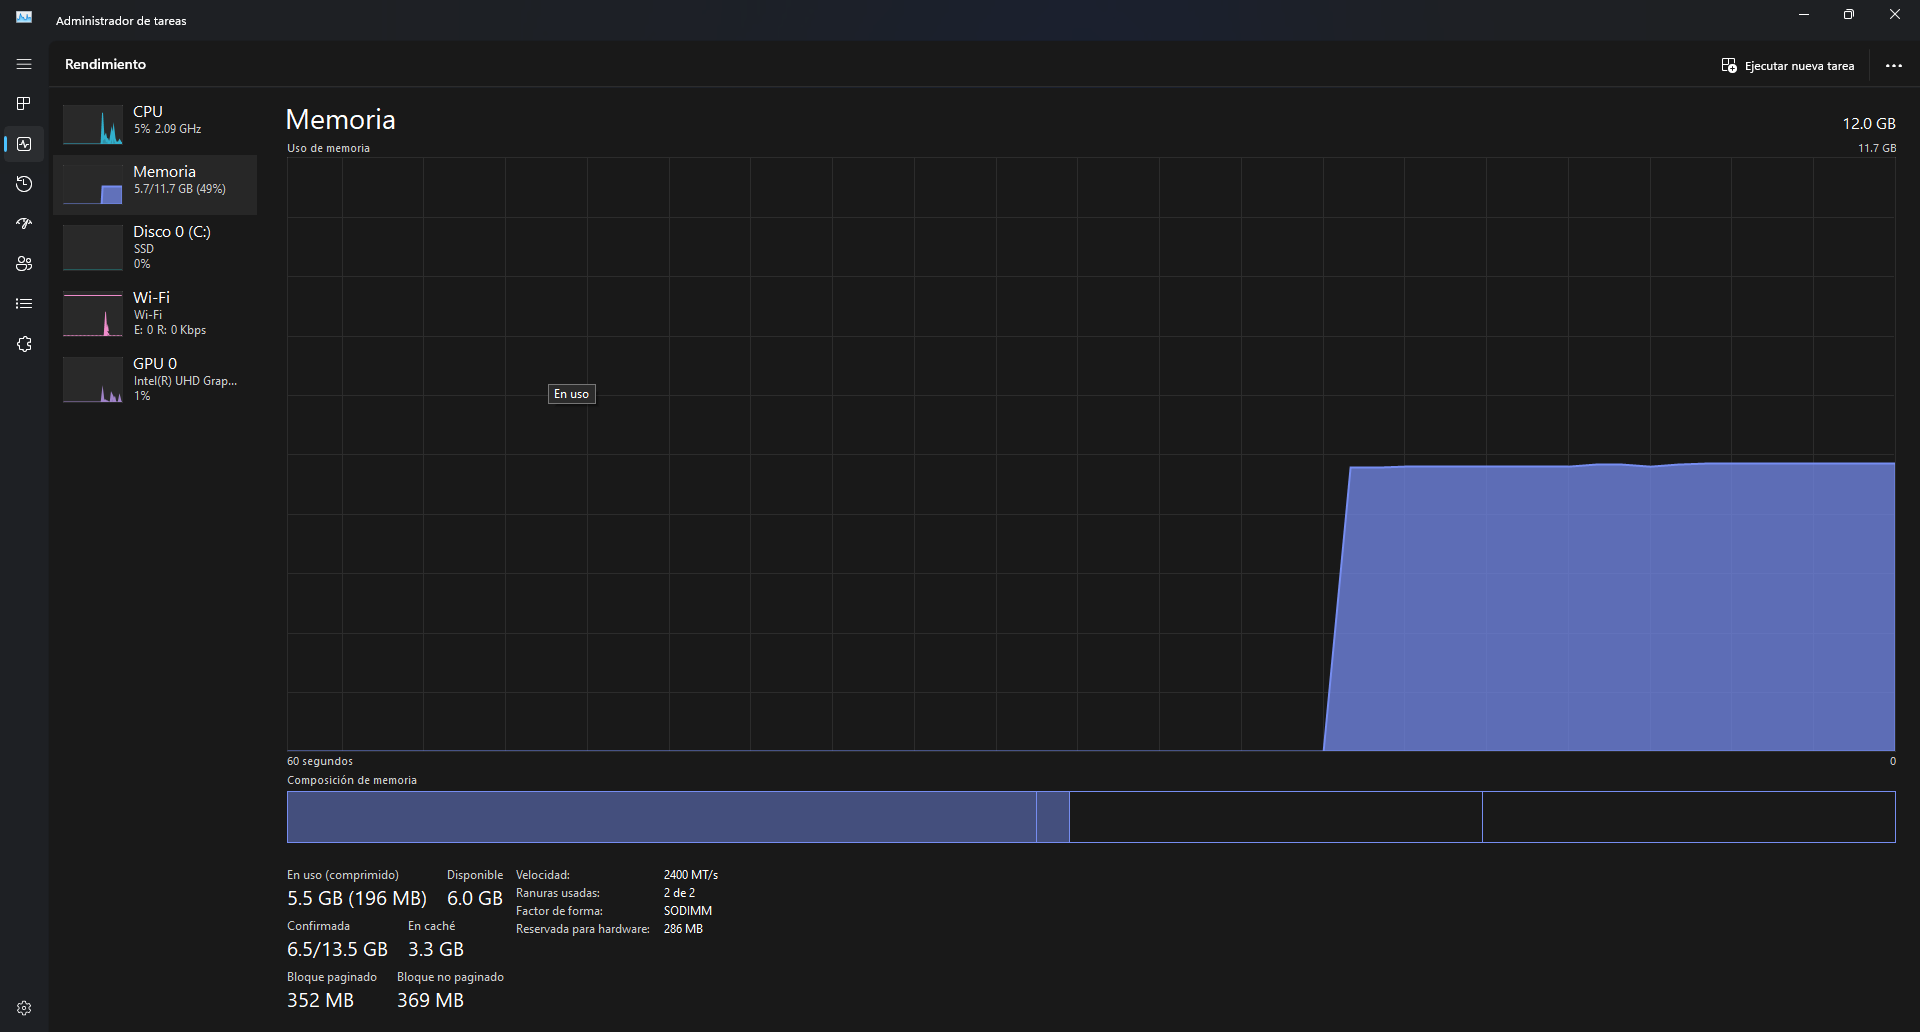 Administrador de tareas
Rendimiento
Ejecutar nueva tarea
CPU
5% 2.09 GHz
Memoria
5.7/11.7 GB (49%)
Disco 0 (C:)
SSD
0%
Wi-Fi
Wi-Fi
E: 0 R: 0 Kbps
GPU 0
Intel(R) UHD Grap...
1%
Memoria
12.0 GB
Uso de memoria
11.7 GB
En uso
60 segundos
0
Composición de memoria
En uso (comprimido)
5.5 GB (196 MB)
Disponible
6.0 GB
Confirmada
6.5/13.5 GB
En caché
3.3 GB
Bloque paginado
352 MB
Bloque no paginado
369 MB
Velocidad: 2400 MT/s
Ranuras usadas: 2 de 2
Factor de forma: SODIMM
Reservada para hardware: 286 MB